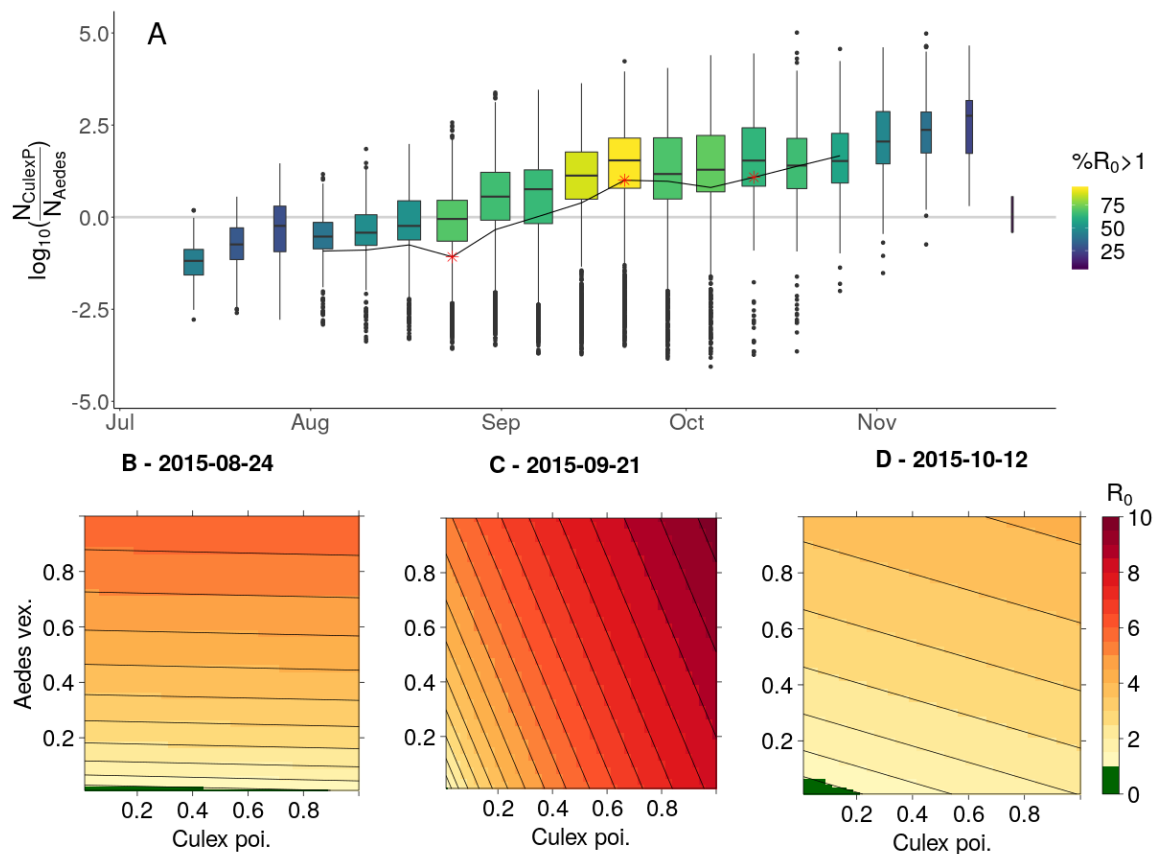 A
log₁₀(N_CulexP/N_Aedes)
5.0
2.5
0.0
-2.5
-5.0
Jul Aug Sep Oct Nov
%R₀>1
75
50
25
B - 2015-08-24
C - 2015-09-21
D - 2015-10-12
Aedes vex.
0.8
0.6
0.4
0.2
0.2 0.4 0.6 0.8
Culex poi.
0.8
0.6
0.4
0.2
0.2 0.4 0.6 0.8
Culex poi.
0.8
0.6
0.4
0.2
0.2 0.4 0.6 0.8
Culex poi.
R₀
10
8
6
4
2
0